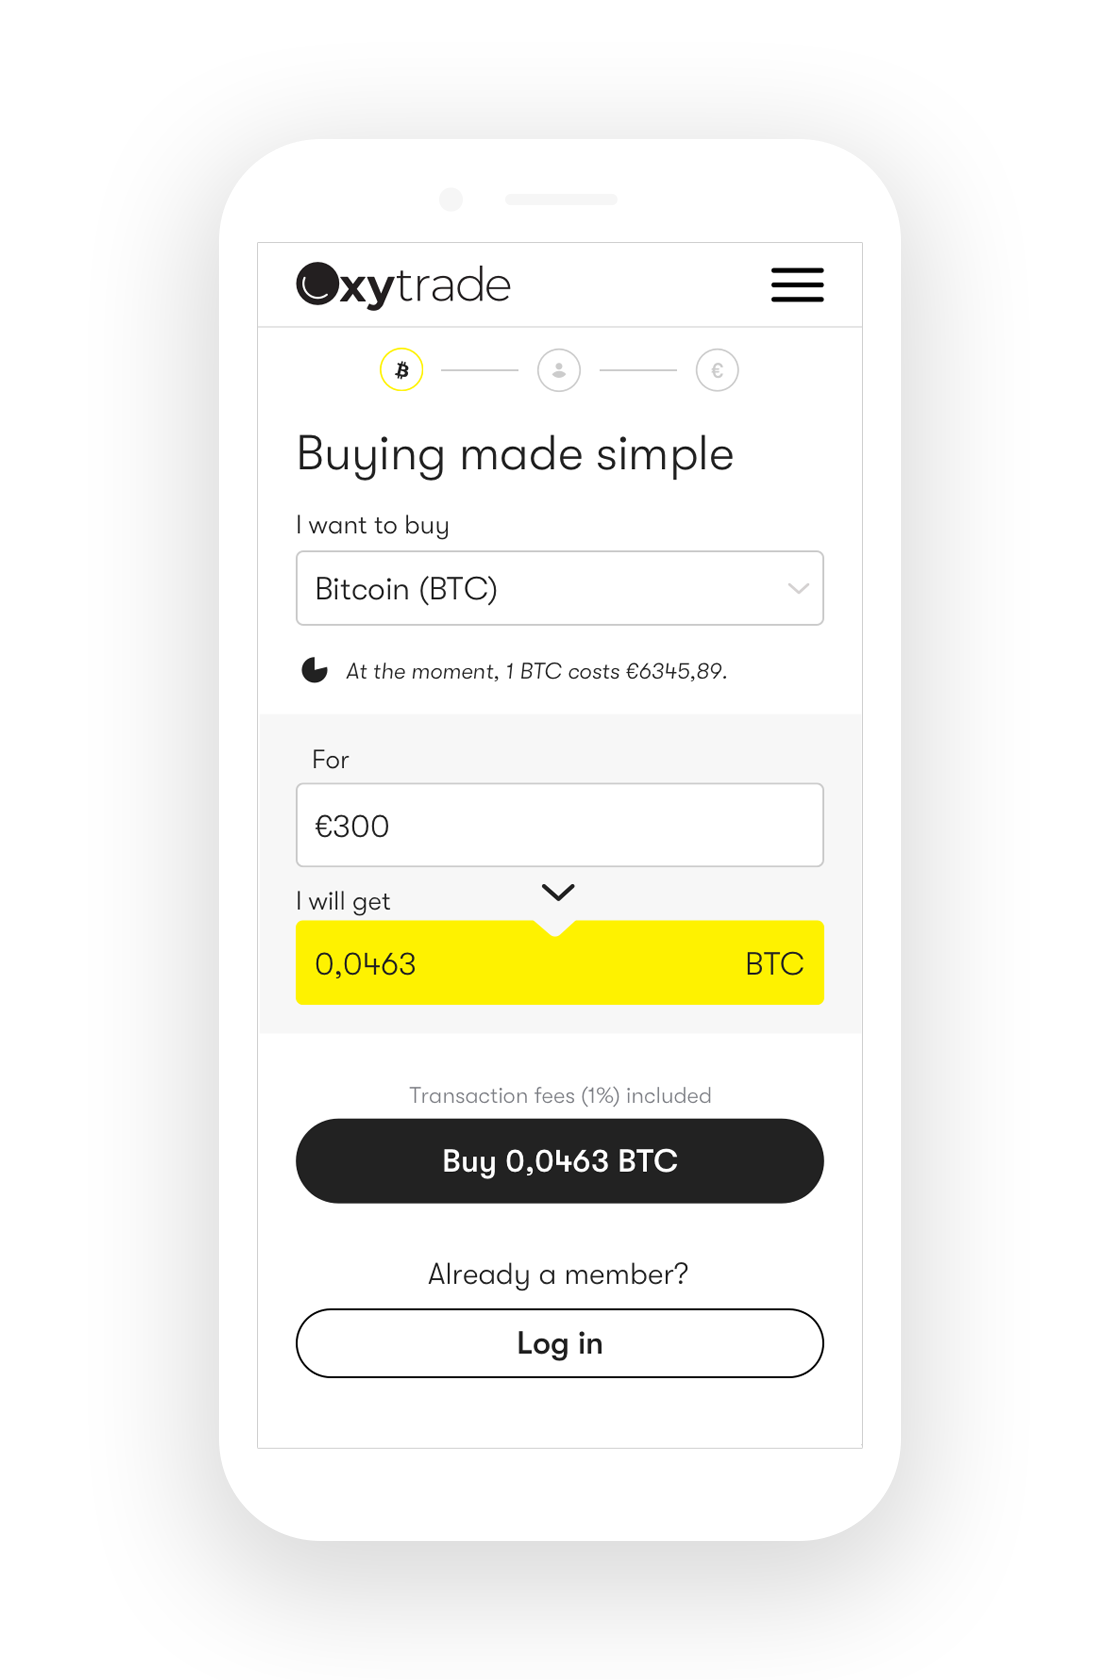 Oxytrade
Buying made simple
I want to buy
Bitcoin (BTC)
At the moment, 1 BTC costs €6345,89.
For
€300
I will get
0,0463 BTC
Transaction fees (1%) included
Buy 0,0463 BTC
Already a member?
Log in